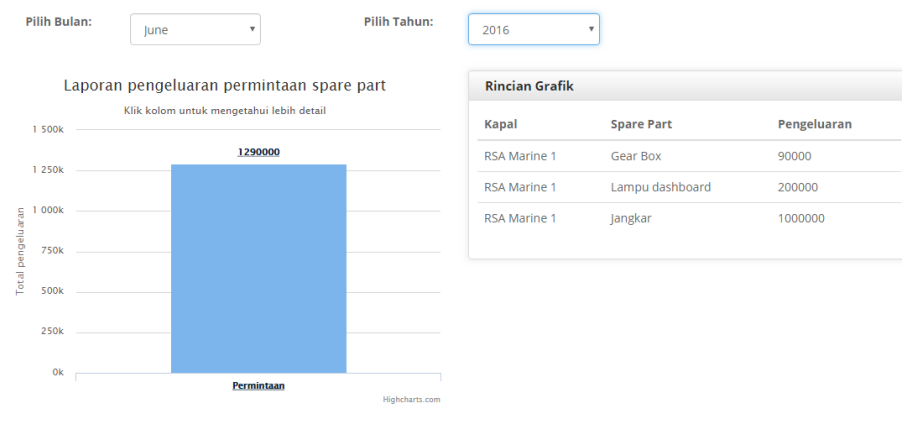 Pilih Bulan: June Pilih Tahun: 2016
Laporan pengeluaran permintaan spare part
Klik kolom untuk mengetahui lebih detail
Total pengeluaran
1 500k
1 250k
1 000k
750k
500k
250k
0k
1290000
Permintaan
Highcharts.com
Rincian Grafik
Kapal Spare Part Pengeluaran
RSA Marine 1 Gear Box 90000
RSA Marine 1 Lampu dashboard 200000
RSA Marine 1 Jangkar 1000000